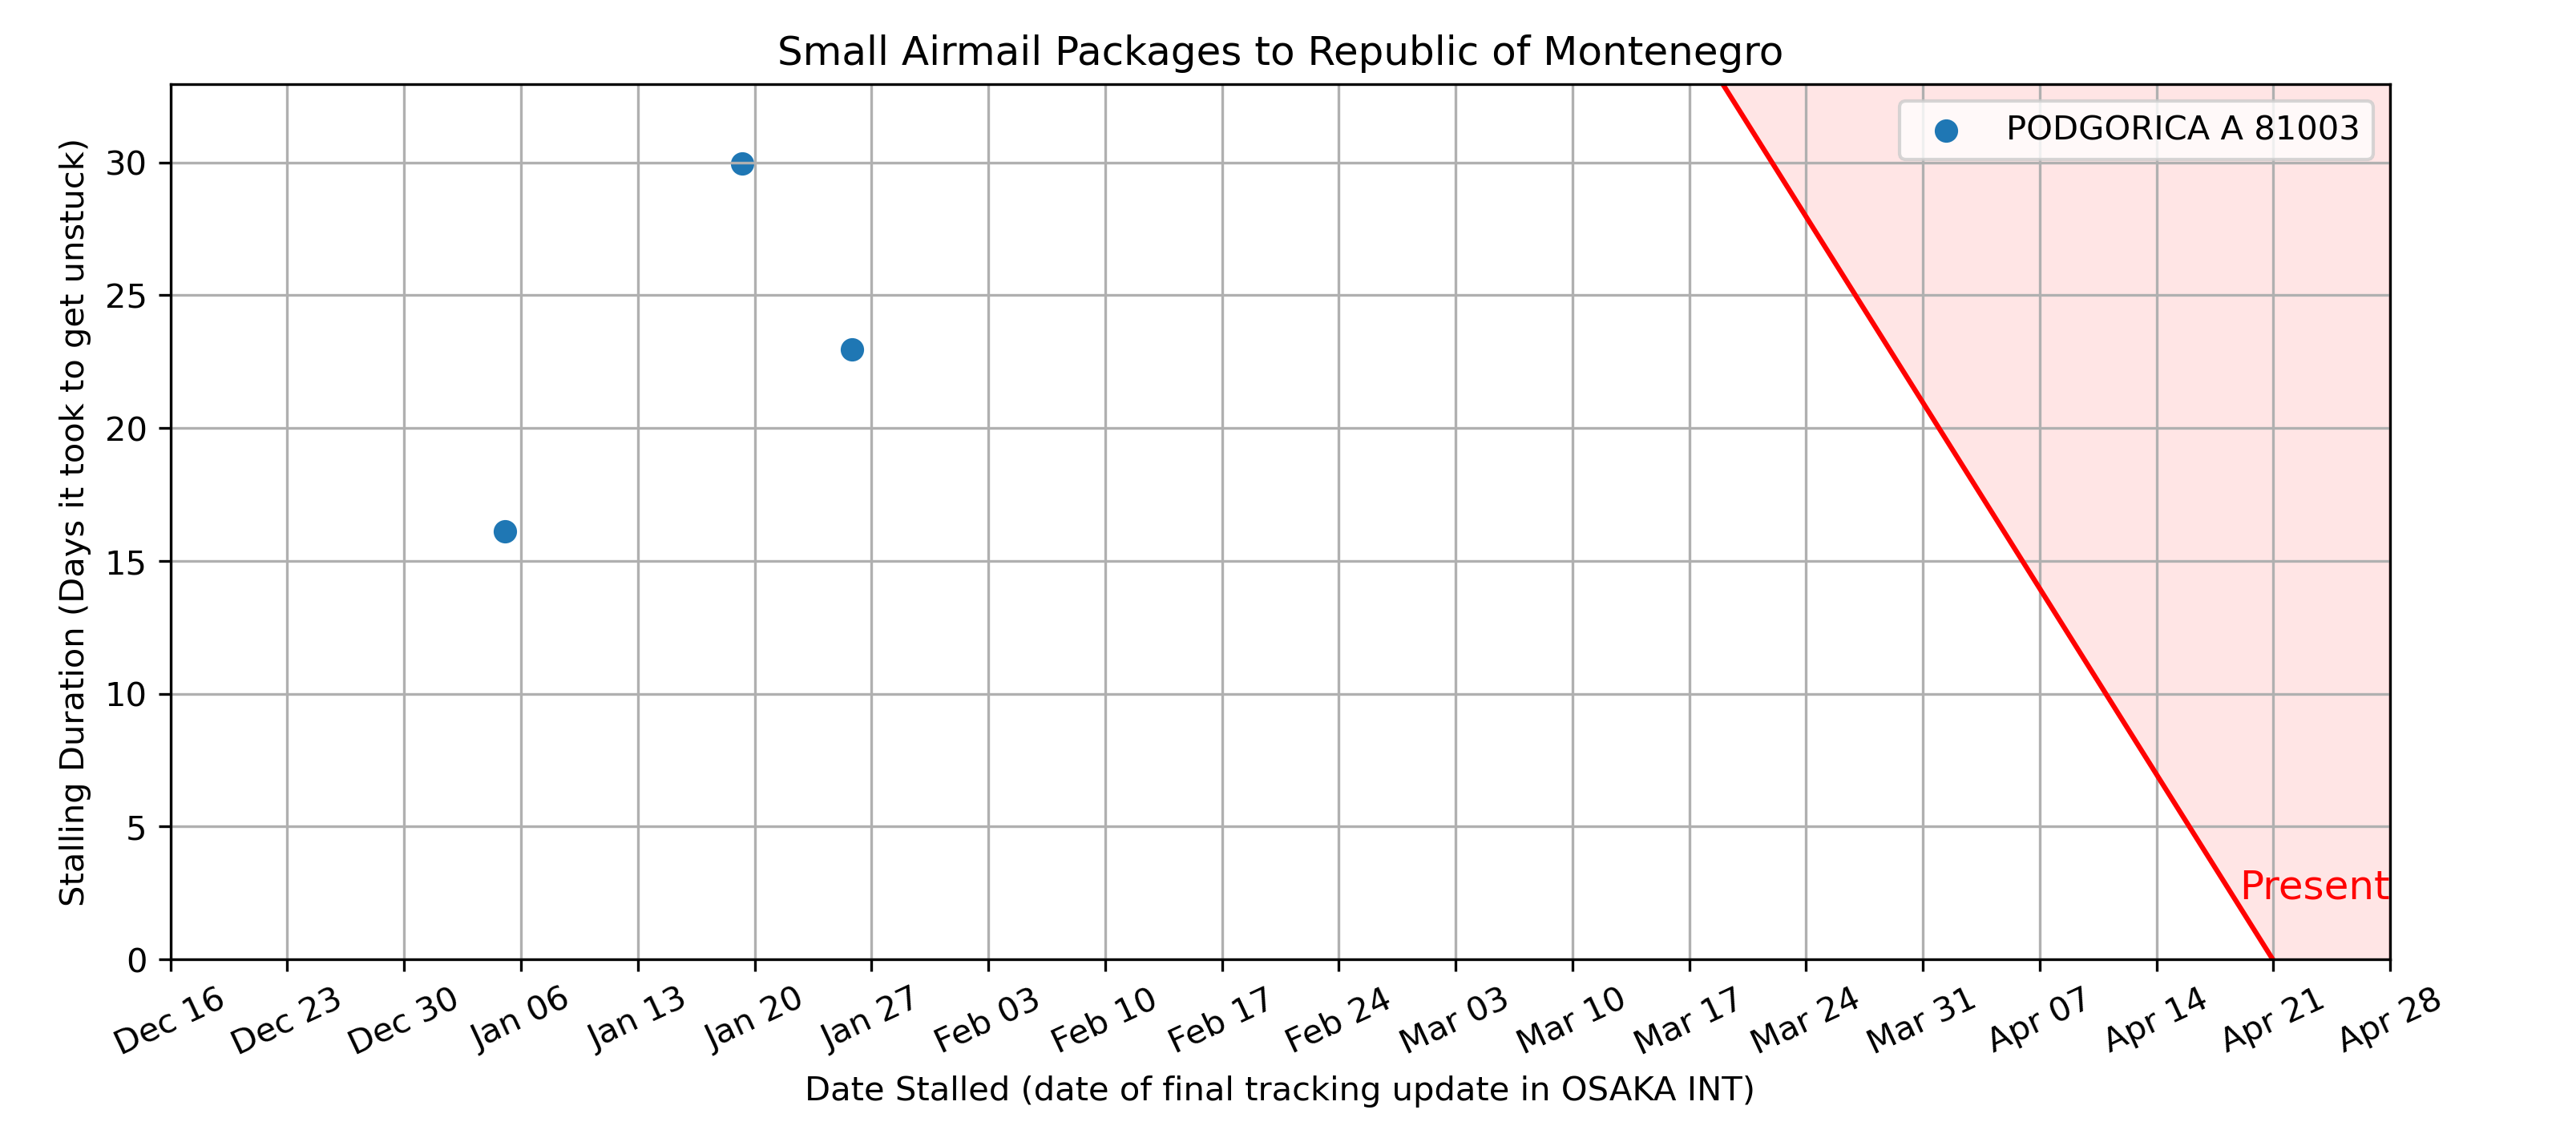 Small Airmail Packages to Republic of Montenegro
PODGORICA A 81003
Stalling Duration (Days it took to get unstuck)
30
25
20
15
10
5
0
Present
Dec 16
Dec 23
Dec 30
Jan 06
Jan 13
Jan 20
Jan 27
Feb 03
Feb 10
Feb 17
Feb 24
Mar 03
Mar 10
Mar 17
Mar 24
Mar 31
Apr 07
Apr 14
Apr 21
Apr 28
Date Stalled (date of final tracking update in OSAKA INT)